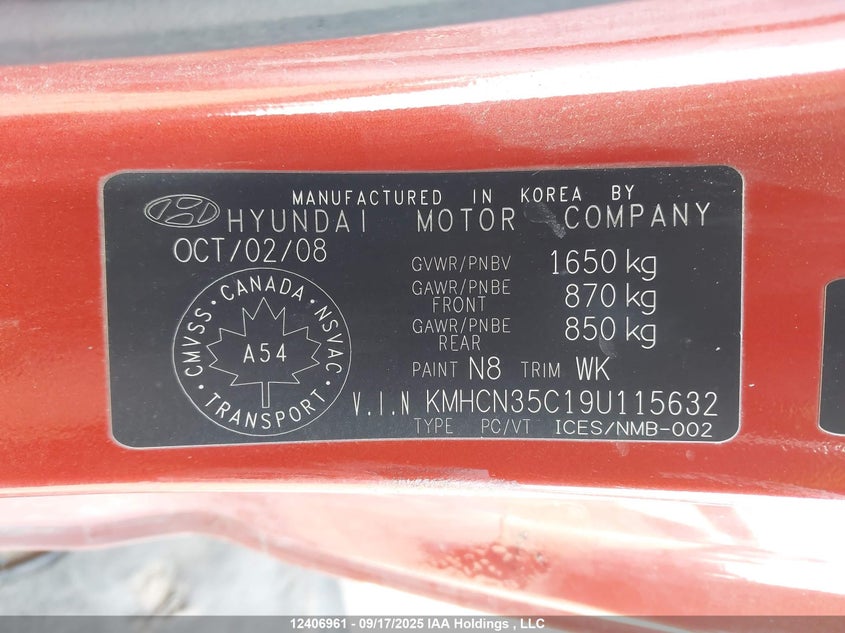 MANUFACTURED IN KOREA BY
HYUNDAI MOTOR COMPANY
OCT/02/08
GVWR/PNBV 1650 kg
GAWR/PNBE FRONT 870 kg
GAWR/PNBE REAR 850 kg
PAINT N8 TRIM WK
V.I.N KMHCN35C19U115632
TYPE PC/VT ICES/NMB-002
CMVSS · CANADA · NSVAC
A54
· TRANSPORT ·
12406961 - 09/17/2025 IAA Holdings , LLC